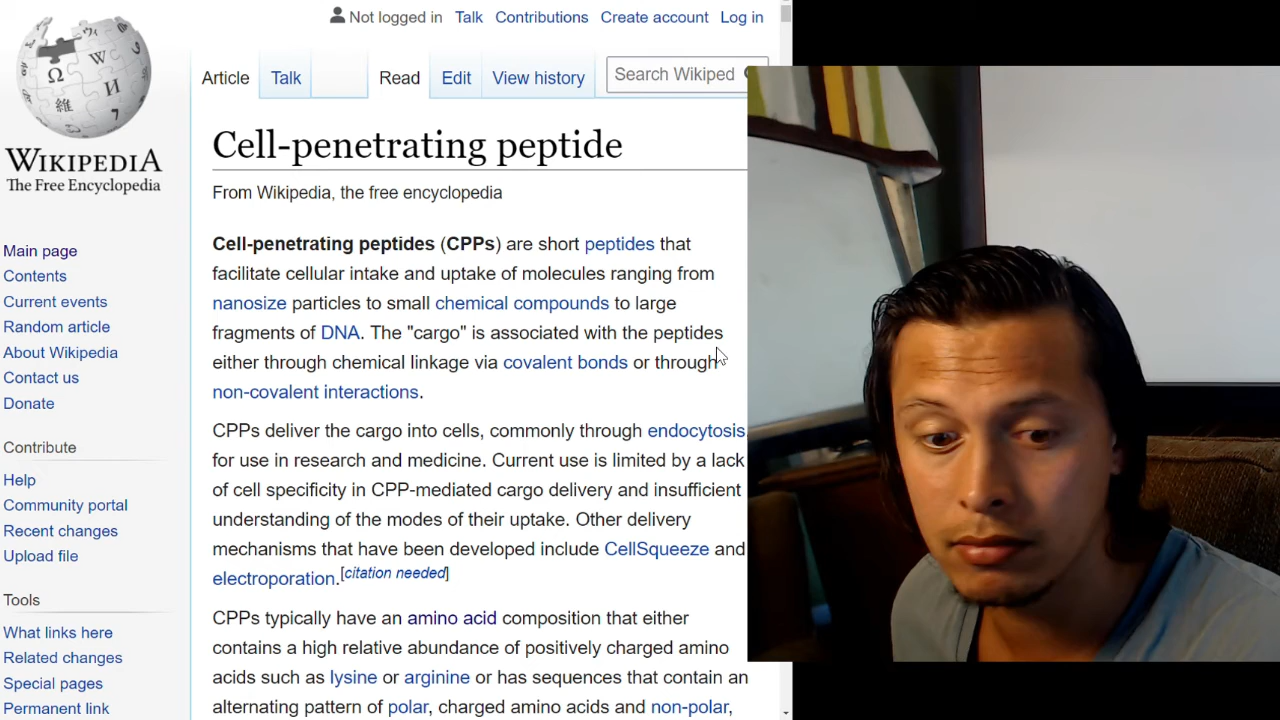 Not logged in Talk Contributions Create account Log in
Article Talk Read Edit View history Search Wikiped
WIKIPEDIA
The Free Encyclopedia
Main page
Contents
Current events
Random article
About Wikipedia
Contact us
Donate
Contribute
Help
Community portal
Recent changes
Upload file
Tools
What links here
Related changes
Special pages
Permanent link
Cell-penetrating peptide
From Wikipedia, the free encyclopedia
Cell-penetrating peptides (CPPs) are short peptides that
facilitate cellular intake and uptake of molecules ranging from
nanosize particles to small chemical compounds to large
fragments of DNA. The "cargo" is associated with the peptides
either through chemical linkage via covalent bonds or through
non-covalent interactions.
CPPs deliver the cargo into cells, commonly through endocytosis
for use in research and medicine. Current use is limited by a lack
of cell specificity in CPP-mediated cargo delivery and insufficient
understanding of the modes of their uptake. Other delivery
mechanisms that have been developed include CellSqueeze and
electroporation.[citation needed]
CPPs typically have an amino acid composition that either
contains a high relative abundance of positively charged amino
acids such as lysine or arginine or has sequences that contain an
alternating pattern of polar, charged amino acids and non-polar,